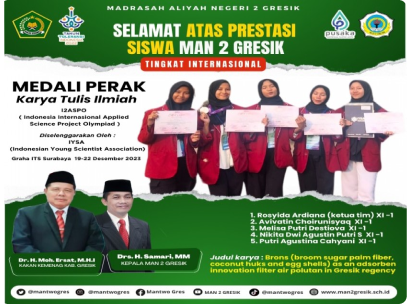 MADRASAH ALIYAH NEGERI 2 GRESIK
pusaka
SELAMAT ATAS PRESTASI
SISWA MAN 2 GRESIK
TINGKAT INTERNASIONAL
MEDALI PERAK
Karya Tulis Ilmiah
I2ASPO
( Indonesia Internasional Applied
Science Project Olympiad )
Diselenggarakan Oleh :
IYSA
(Indonesian Young Scientist Association)
Graha ITS Surabaya 19-22 Desember 2023
1. Rosyida Ardiana (ketua tim) XI -1
2. Avivatin Choirunisyaq XI -1
3. Melisa Putri Destiova XI -1
4. Nikita Dwi Agustin Putri S XI -1
5. Putri Agustina Cahyani XI -1
Judul karya : Brons (broom sugar palm fiber,
coconut huks and egg shells) as an adsorben
innovation filter air polutan in Gresik regency
Dr. H. Moh. Ersat, M.H.I
KAKAN KEMENAG KAB. GRESIK
Drs. H. Samari, MM
KEPALA MAN 2 GRESIK
@mantwogres
Mantwo Gres
MAN 2 GRESIK
@mantwogres
www.man2gresik.sch.id